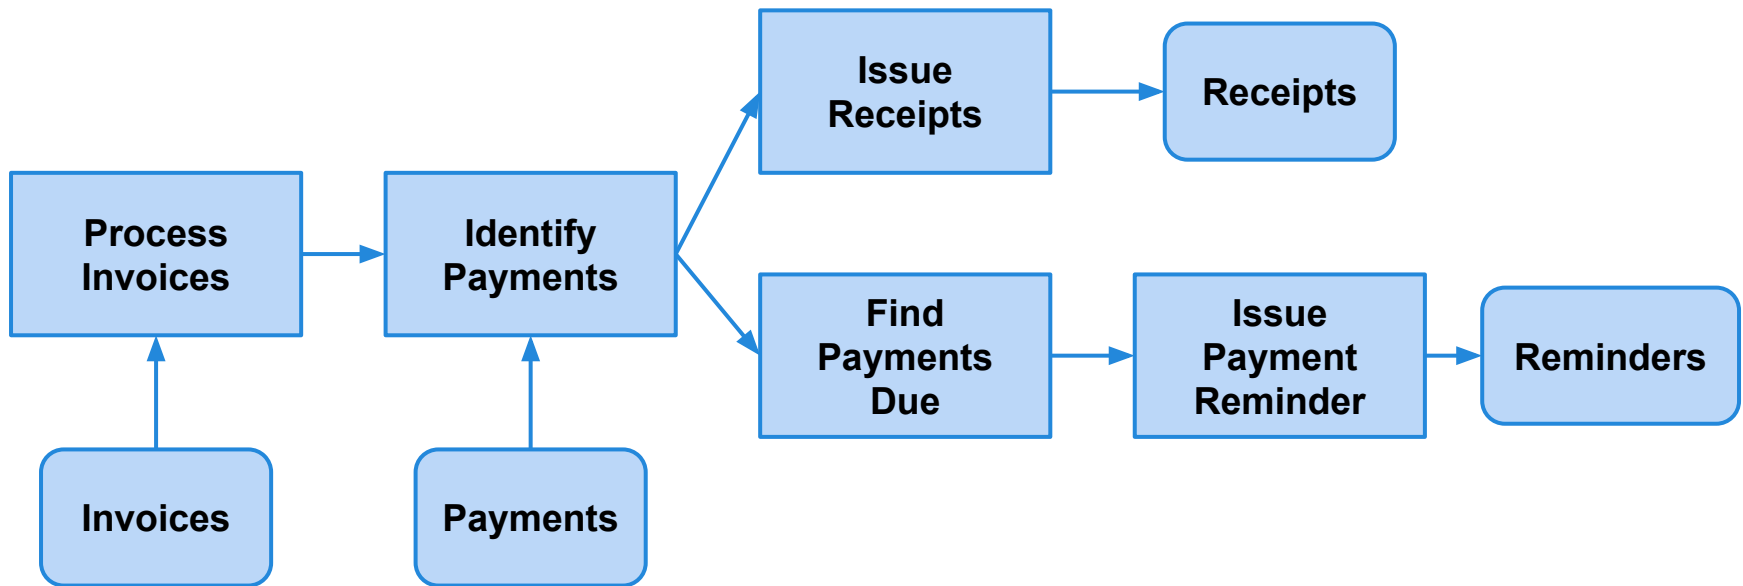 Issue
Receipts
Receipts
Process
Invoices
Identify
Payments
Find
Payments
Due
Issue
Payment
Reminder
Reminders
Invoices
Payments